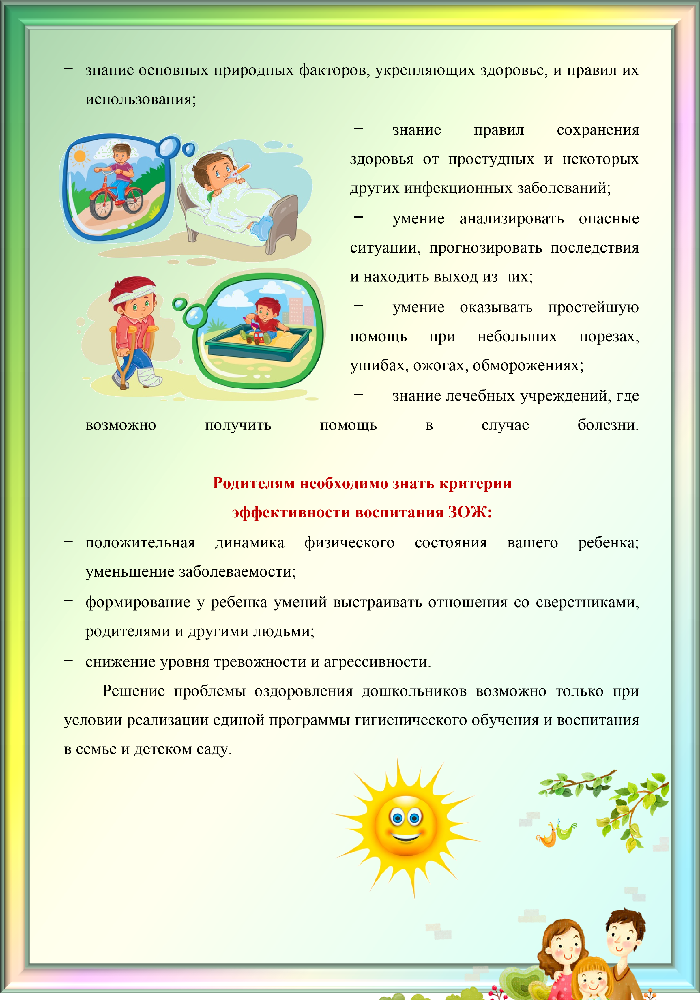 − знание основных природных факторов, укрепляющих здоровье, и правил их
использования;
− знание правил сохранения
здоровья от простудных и некоторых
других инфекционных заболеваний;
− умение анализировать опасные
ситуации, прогнозировать последствия
и находить выход из них;
− умение оказывать простейшую
помощь при небольших порезах,
ушибах, ожогах, обморожениях;
− знание лечебных учреждений, где
возможно получить помощь в случае болезни.
Родителям необходимо знать критерии
эффективности воспитания ЗОЖ:
− положительная динамика физического состояния вашего ребенка;
уменьшение заболеваемости;
− формирование у ребенка умений выстраивать отношения со сверстниками,
родителями и другими людьми;
− снижение уровня тревожности и агрессивности.
Решение проблемы оздоровления дошкольников возможно только при
условии реализации единой программы гигиенического обучения и воспитания
в семье и детском саду.